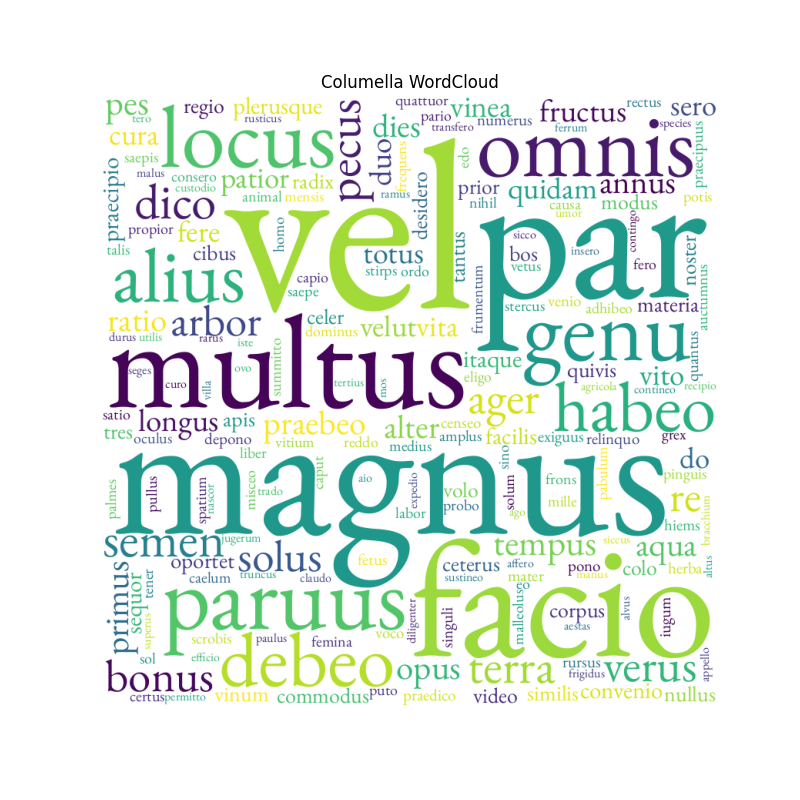 Columella WordCloud
pes
tero
regio
plerusque
rusticus
pecus
quattuor
pario
transfero
vinea
numerus
fructus
ferrum
rectus
species
sero
cura
saepis
malus
locus
consero
custodio
patior
animal
radix
mensis
duo
dies
frequens
ramus
desidero
edo
prior
nihil
omnis
quidam
causa
annus
modus
praecipuus
potis
praecipio
propior
talis
dico
fere
cibus
homo
vel
totus
stirps
ordo
tantus
par
sicco
bos
vetus
umor
insero
contingo
fero
noster
alius
capio
saepe
frumentum
stercus
venio
adhibeo
materia
auctumnus
ratio
durus
utilis
arbor
rarus
celer
dominus
velut
vita
iste
genu
quantus
multus
seges
curo
villa
ovo
summitto
tertius
mos
itaque
eligo
quivis
vito
agricola
contineo
recipio
satio
tres
longus
oculus
apis
depono
praebeo
vitium
reddo
liber
alter
medius
censeo
amplus
ager
facilis
exiguus
habeo
relinquo
grex
do
palmes
pullus
magnus
spatium
nascor
misceo
trado
caput
aio
expedio
labor
volo
probo
ago
sino
solum
frons
mille
pabulum
pinguis
re
hiems
bracchium
semen
iugerum
oportet
solus
caelum
truncus
claudo
fetus
ceterus
affero
sustineo
mater
tempus
pono
manus
siccus
aqua
colo
herba
altus
primus
sequor
tener
superus
paruus
scrobis
paulus
voco
diligenter
facio
singuli
malleolus
eo
corpus
aestas
alvus
iugum
appello
sol
efficio
femina
bonus
certus
permitto
debeo
vinum
commodus
puto
praedico
opus
terra
video
similis
rursus
frigidus
convenio
verus
nullus